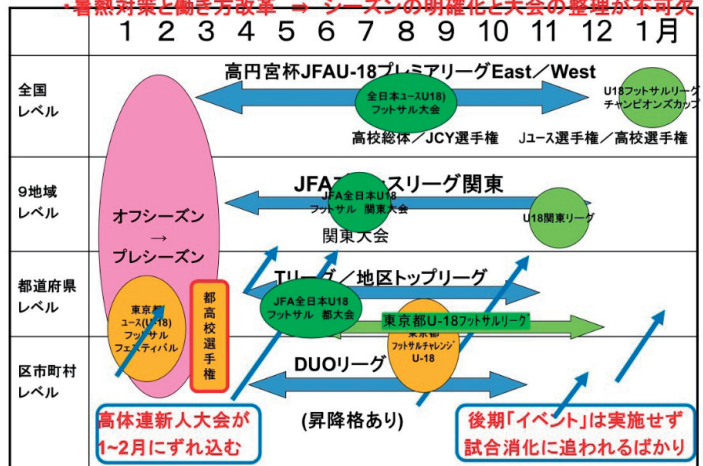 ・暑熱対策と働き方改革 ⇒ シーズンの明確化と大会の整理が不可欠
1 2 3 4 5 6 7 8 9 10 11 12 1月
全国
レベル
高円宮杯JFAU-18プレミアリーグEast／West
全日本ユースU18)
フットサル大会
U18フットサルリーグ
チャンピオンズカップ
高校総体／JCY選手権
Jユース選手権／高校選手権
9地域
レベル
JFA
スリーグ関東
JFA全日本U18
フットサル 関東大会
関東大会
U18関東リーグ
オフシーズン
→
プレシーズン
都道府県
レベル
Tリーグ／地区トップリーグ
JFA全日本U18
フットサル 都大会
東京都U-18フットサルリーグ
東京都
ユース(U-18)
フットサル
フェスティバル
都高校選手権
東京都
フットサルチャレンジ
U-18
区市町村
レベル
DUOリーグ
(昇降格あり)
高体連新人大会が
1~2月にずれ込む
後期「イベント」は実施せず
試合消化に追われるばかり